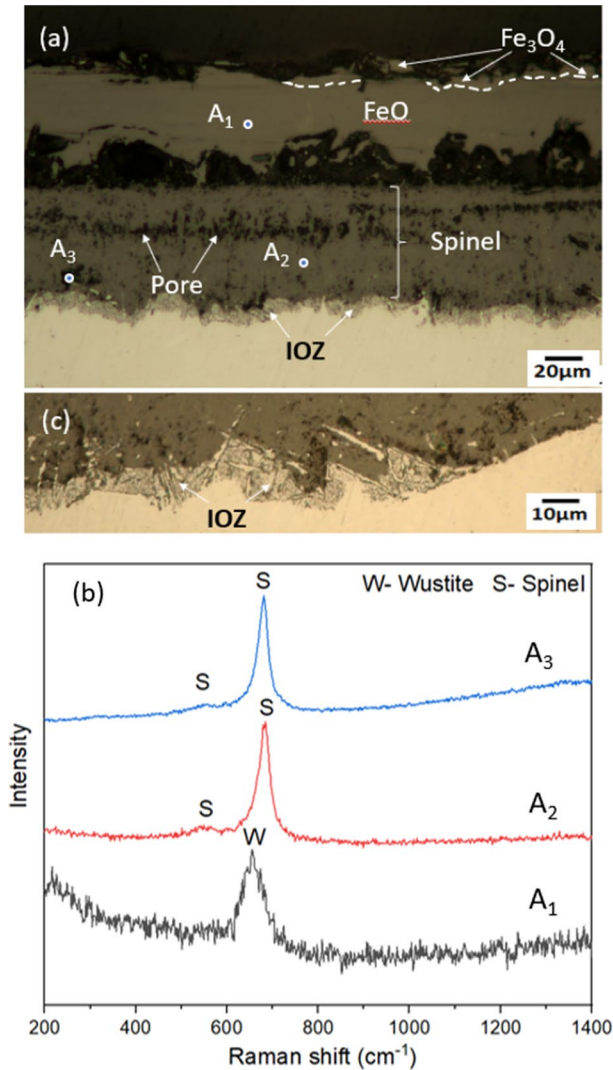 (a)
Fe₃O₄
A₁
FeO
A₃
A₂
Spinel
Pore
IOZ
20μm
(c)
IOZ
10μm
(b)
S
W- Wustite S- Spinel
S
A₃
S
S
A₂
W
A₁
Intensity
200 400 600 800 1000 1200 1400
Raman shift (cm⁻¹)